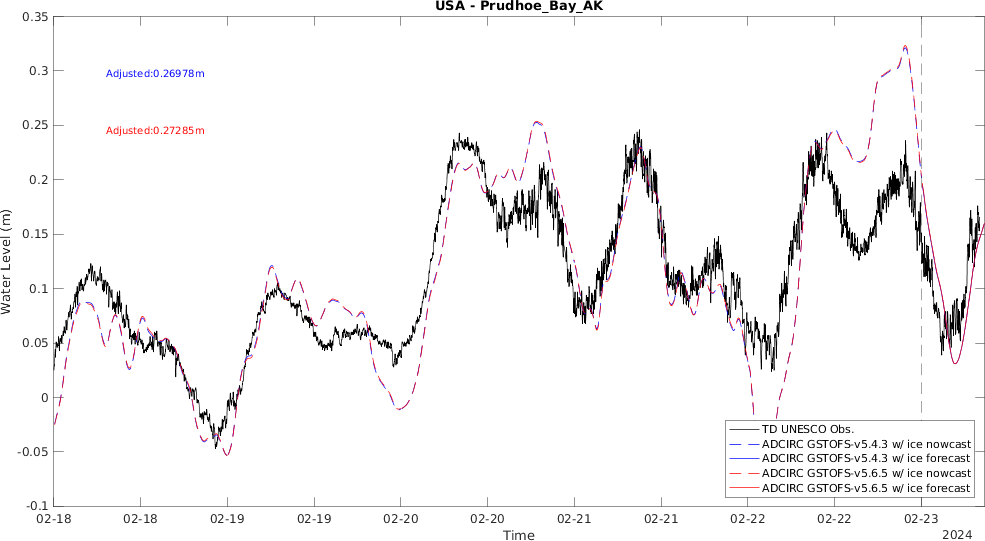 USA - Prudhoe_Bay_AK
0.35
0.3
0.25
0.2
0.15
0.1
0.05
0
-0.05
-0.1
Water Level (m)
Adjusted:0.26978m
Adjusted:0.27285m
TD UNESCO Obs.
ADCIRC GSTOFS-v5.4.3 w/ ice nowcast
ADCIRC GSTOFS-v5.4.3 w/ ice forecast
ADCIRC GSTOFS-v5.6.5 w/ ice nowcast
ADCIRC GSTOFS-v5.6.5 w/ ice forecast
02-18 02-18 02-19 02-19 02-20 02-20 02-21 02-21 02-22 02-22 02-23
Time
2024